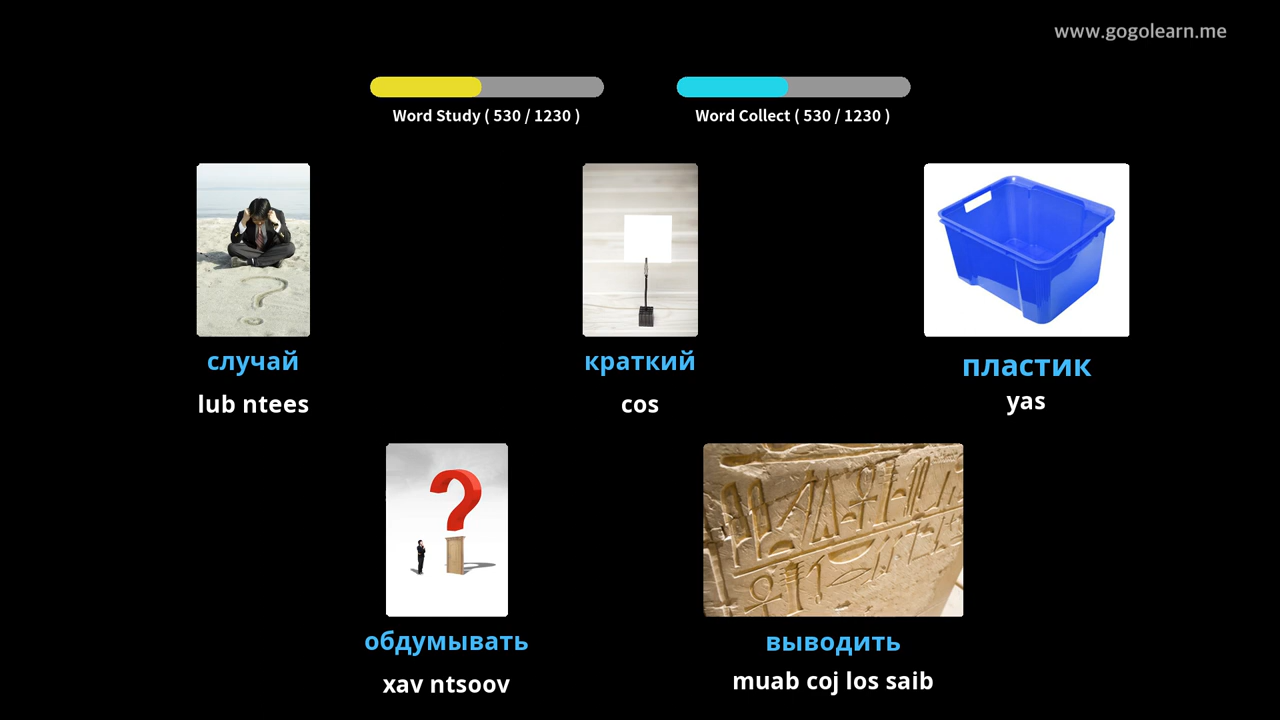 www.gogolearn.me
Word Study ( 530 / 1230 )
Word Collect ( 530 / 1230 )
случай
lub ntees
краткий
cos
пластик
yas
обдумывать
xav ntsoov
выводить
muab coj los saib